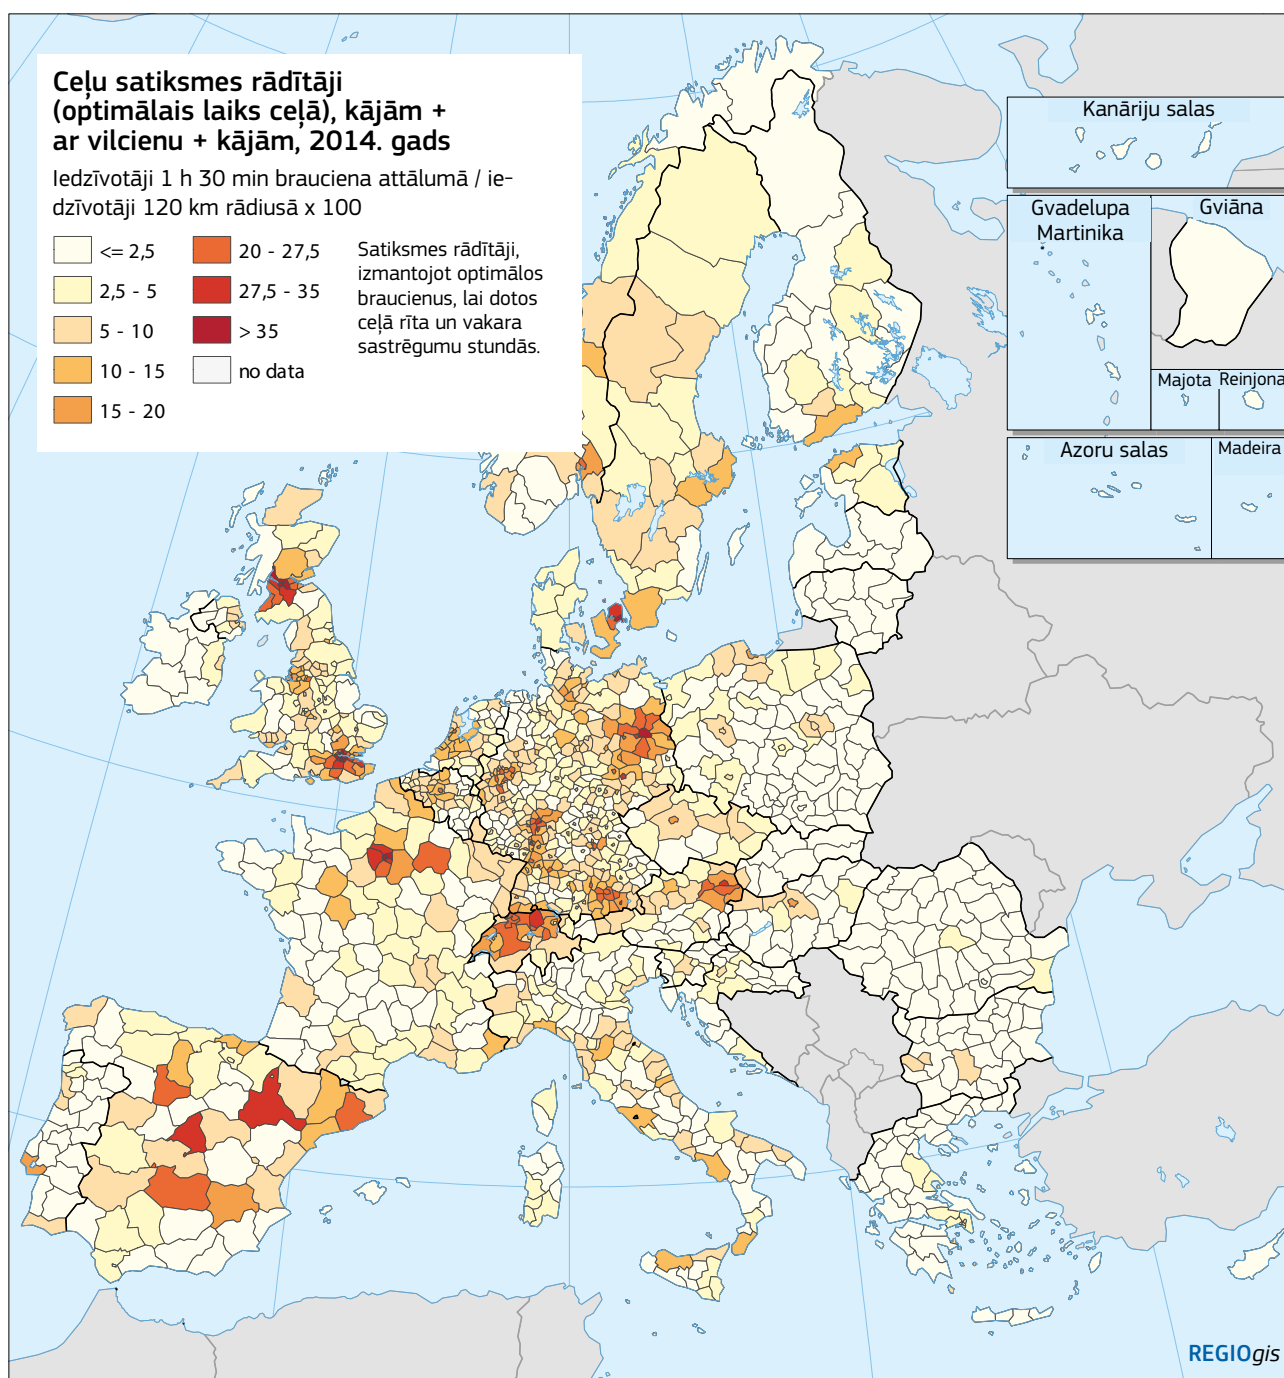 Ceļu satiksmes rādītāji
(optimālais laiks ceļā), kājām +
ar vilcienu + kājām, 2014. gads
Iedzīvotāji 1 h 30 min brauciena attālumā / ie-
dzīvotāji 120 km rādiusā x 100
<= 2,5
2,5 - 5
5 - 10
10 - 15
15 - 20
20 - 27,5
27,5 - 35
> 35
no data
Satiksmes rādītāji,
izmantojot optimālos
braucienus, lai dotos
ceļā rīta un vakara
sastrēgumu stundās.
Kanāriju salas
Gvadelupa
Martinika
Gviāna
Majota
Reinjona
Azoru salas
Madeira
REGIOgis